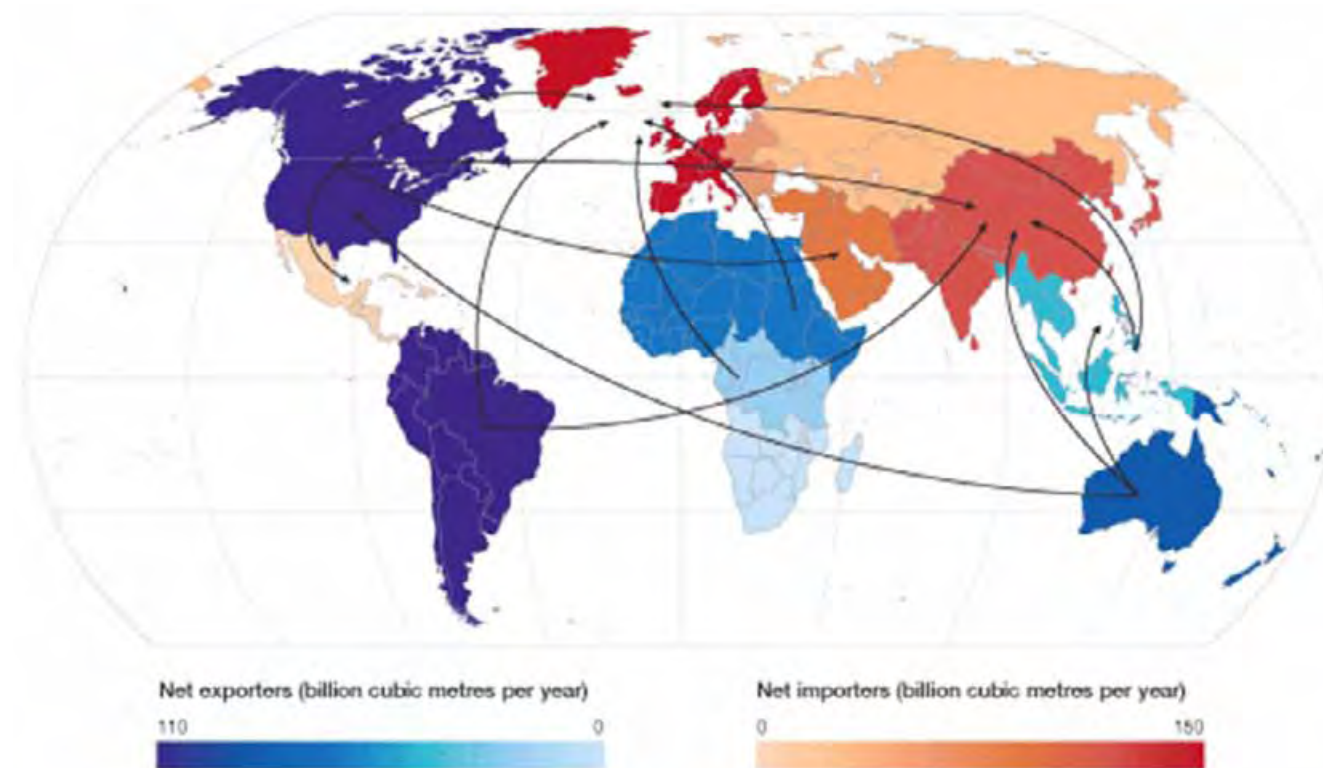 Net exporters (billion cubic metres per year)
110 0
Net importers (billion cubic metres per year)
0 150